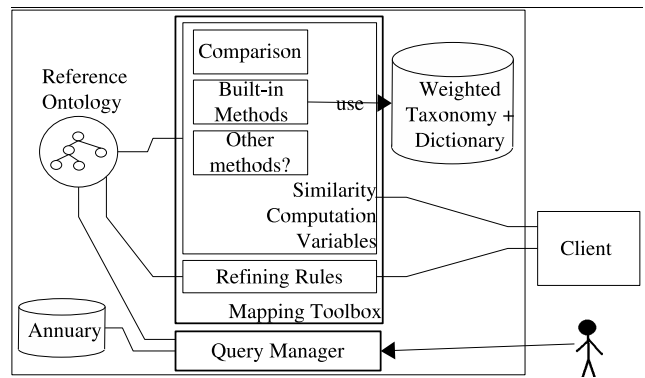 Comparison
Reference
Ontology
Built-in
Methods
use
Weighted
Taxonomy +
Dictionary
Other
methods?
Similarity
Computation
Variables
Client
Refining Rules
Mapping Toolbox
Annuary
Query Manager